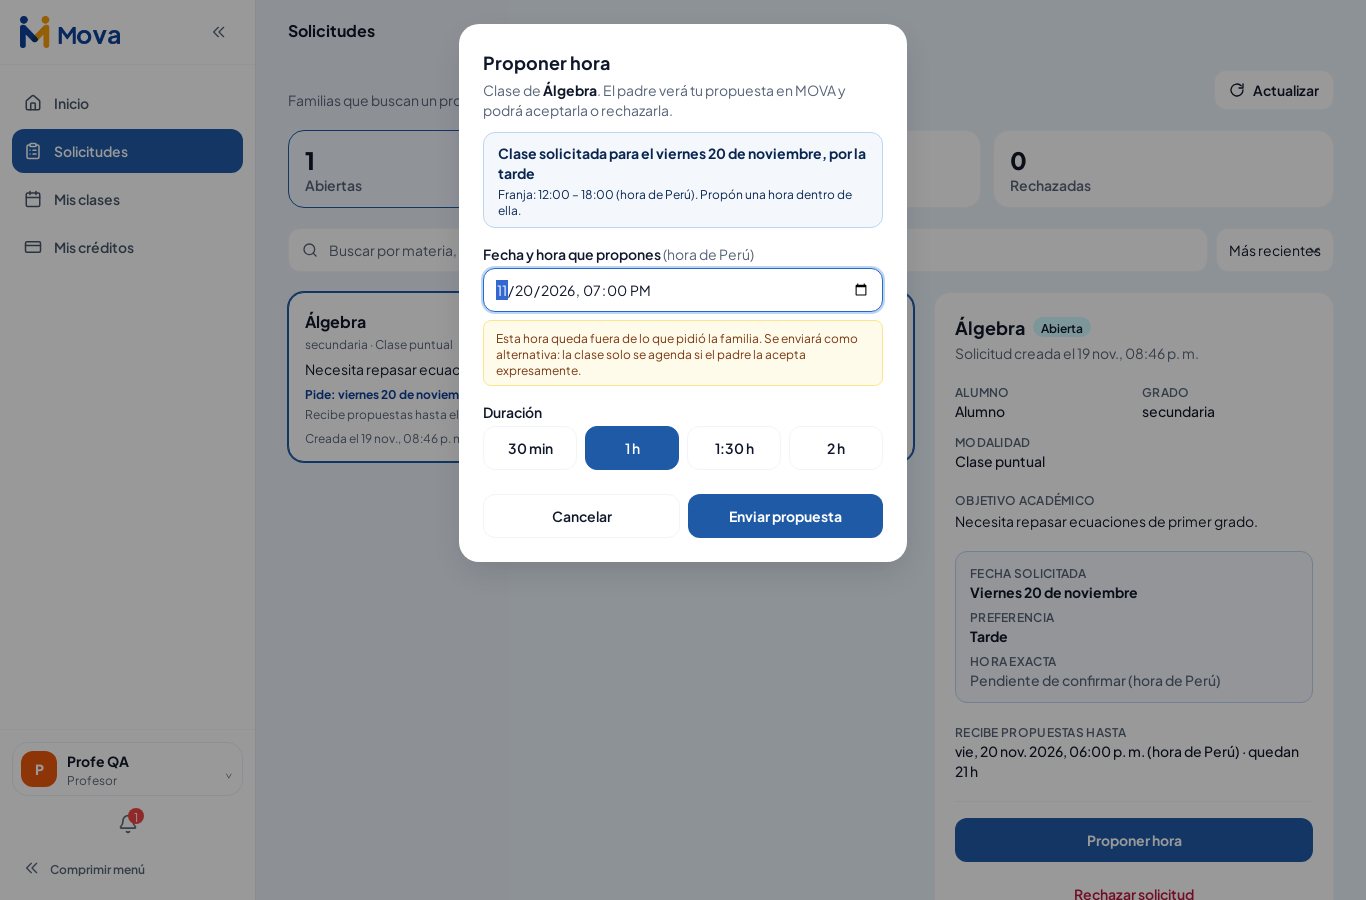 Mova
Inicio
Solicitudes
Mis clases
Mis créditos
P
Profe QA
Profesor
1
Comprimir menú
Solicitudes
Familias que buscan un pro
Actualizar
1
Abiertas
0
Rechazadas
Buscar por materia,
Más recientes
Álgebra
secundaria · Clase puntual
Necesita repasar ecuac
Pide: viernes 20 de noviem
Recibe propuestas hasta el
Creada el 19 nov., 08:46 p. m
Proponer hora
Clase de Álgebra. El padre verá tu propuesta en MOVA y
podrá aceptarla o rechazarla.
Clase solicitada para el viernes 20 de noviembre, por la
tarde
Franja: 12:00 – 18:00 (hora de Perú). Propón una hora dentro de
ella.
Fecha y hora que propones (hora de Perú)
11/20/2026, 07:00 PM
Esta hora queda fuera de lo que pidió la familia. Se enviará como
alternativa: la clase solo se agenda si el padre la acepta
expresamente.
Duración
30 min
1 h
1:30 h
2 h
Cancelar
Enviar propuesta
Álgebra
Abierta
Solicitud creada el 19 nov., 08:46 p. m.
ALUMNO
Alumno
GRADO
secundaria
MODALIDAD
Clase puntual
OBJETIVO ACADÉMICO
Necesita repasar ecuaciones de primer grado.
FECHA SOLICITADA
Viernes 20 de noviembre
PREFERENCIA
Tarde
HORA EXACTA
Pendiente de confirmar (hora de Perú)
RECIBE PROPUESTAS HASTA
vie, 20 nov. 2026, 06:00 p. m. (hora de Perú) · quedan
21 h
Proponer hora
Rechazar solicitud